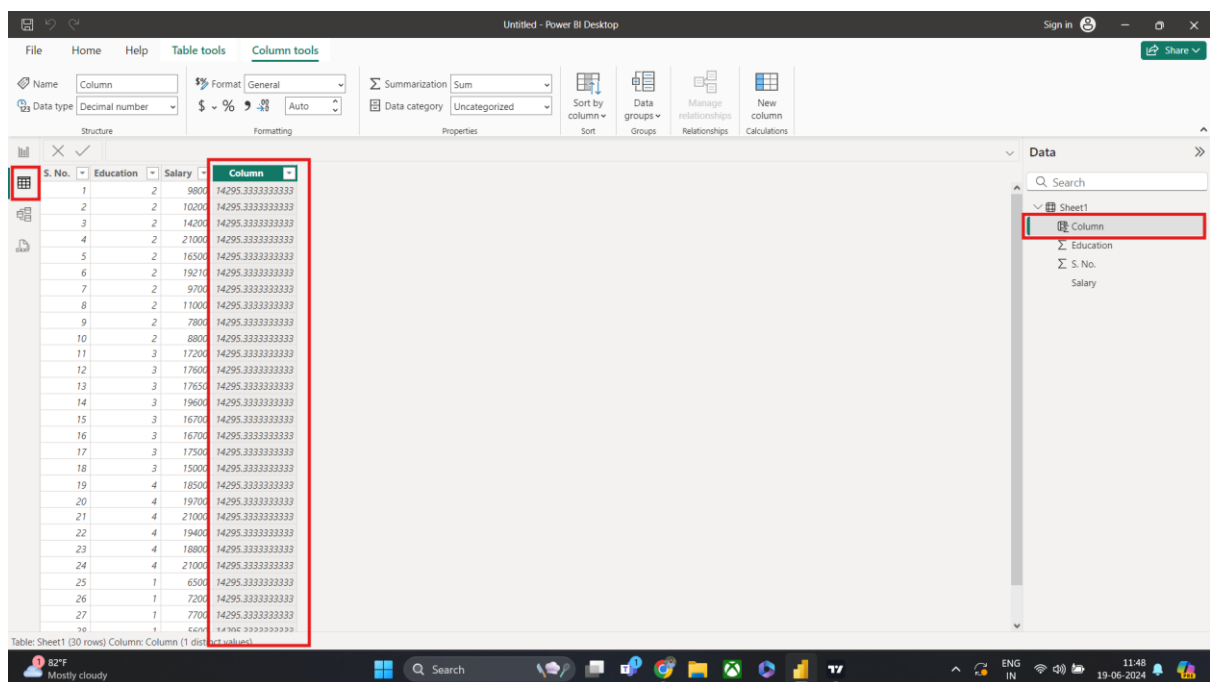 Untitled - Power BI Desktop
Sign in
File Home Help Table tools Column tools
Share
Name Column
$% Format General
Σ Summarization Sum
Data type Decimal number
$ % 9 Auto
Data category Uncategorized
Sort by column
Data groups
Manage relationships
New column
Structure Formatting Properties Sort Groups Relationships Calculations
Data
Search
Sheet1
Column
Σ Education
Σ S. No.
Salary
S. No. Education Salary Column
1 2 9800 14295.3333333333
2 2 10200 14295.3333333333
3 2 14200 14295.3333333333
4 2 21000 14295.3333333333
5 2 16500 14295.3333333333
6 2 19210 14295.3333333333
7 2 9700 14295.3333333333
8 2 11000 14295.3333333333
9 2 7800 14295.3333333333
10 2 8800 14295.3333333333
11 3 17200 14295.3333333333
12 3 17600 14295.3333333333
13 3 17650 14295.3333333333
14 3 19600 14295.3333333333
15 3 16700 14295.3333333333
16 3 16700 14295.3333333333
17 3 17500 14295.3333333333
18 3 15000 14295.3333333333
19 4 18500 14295.3333333333
20 4 19700 14295.3333333333
21 4 21000 14295.3333333333
22 4 19400 14295.3333333333
23 4 18800 14295.3333333333
24 4 21000 14295.3333333333
25 1 6500 14295.3333333333
26 1 7200 14295.3333333333
27 1 7700 14295.3333333333
28 1 5600 14295.3333333333
Table: Sheet1 (30 rows) Column: Column (1 distinct values)
1
82°F
Mostly cloudy
Search
ENG
IN
11:48
19-06-2024